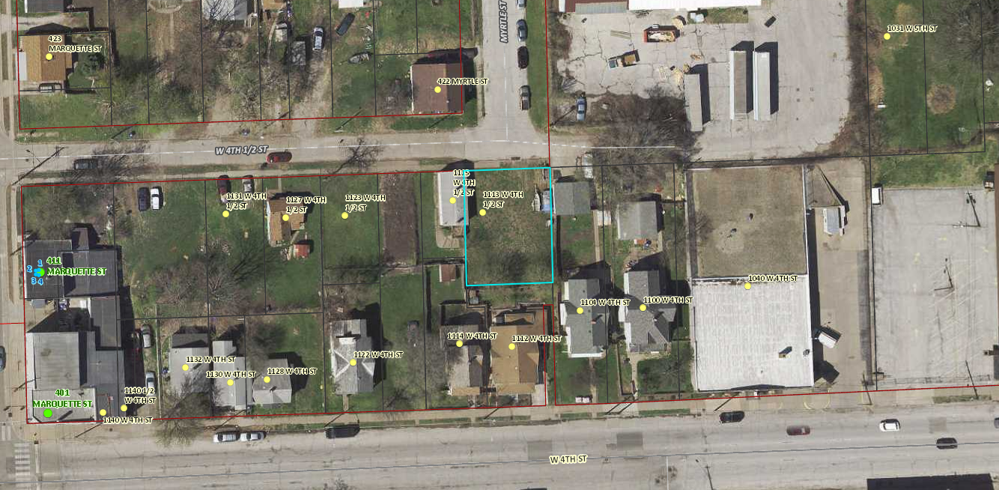 MYRTLE ST
1031 W 5TH ST
423
MARQUETTE ST
422 MYRTLE ST
W 4TH 1/2 ST
1115
W 4TH
1/2 ST
1113 W 4TH
1/2 ST
1131 W 4TH
1/2 ST
1127 W 4TH
1/2 ST
1123 W 4TH
1/2 ST
411
MARQUETTE ST
1
2
3 4
1040 W 4TH ST
1104 W 4TH ST
1100 W 4TH ST
1114 W 4TH ST
1112 W 4TH ST
1122 W 4TH ST
1132 W 4TH ST
1130 W 4TH ST
1128 W 4TH ST
401
MARQUETTE ST
1140 1/2
W 4TH ST
1140 W 4TH ST
W 4TH ST